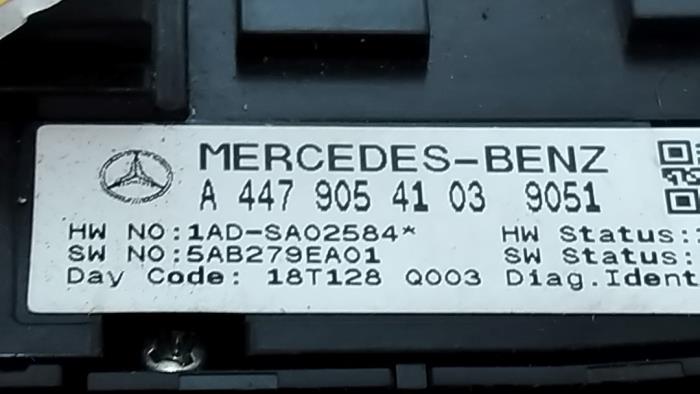 MERCEDES-BENZ
A 447 905 41 03 9051
HW NO:1AD-SA02584* HW Status:
SW NO:5AB279EA01 SW Status:
Day Code: 18T128 Q003 Diag.Ident